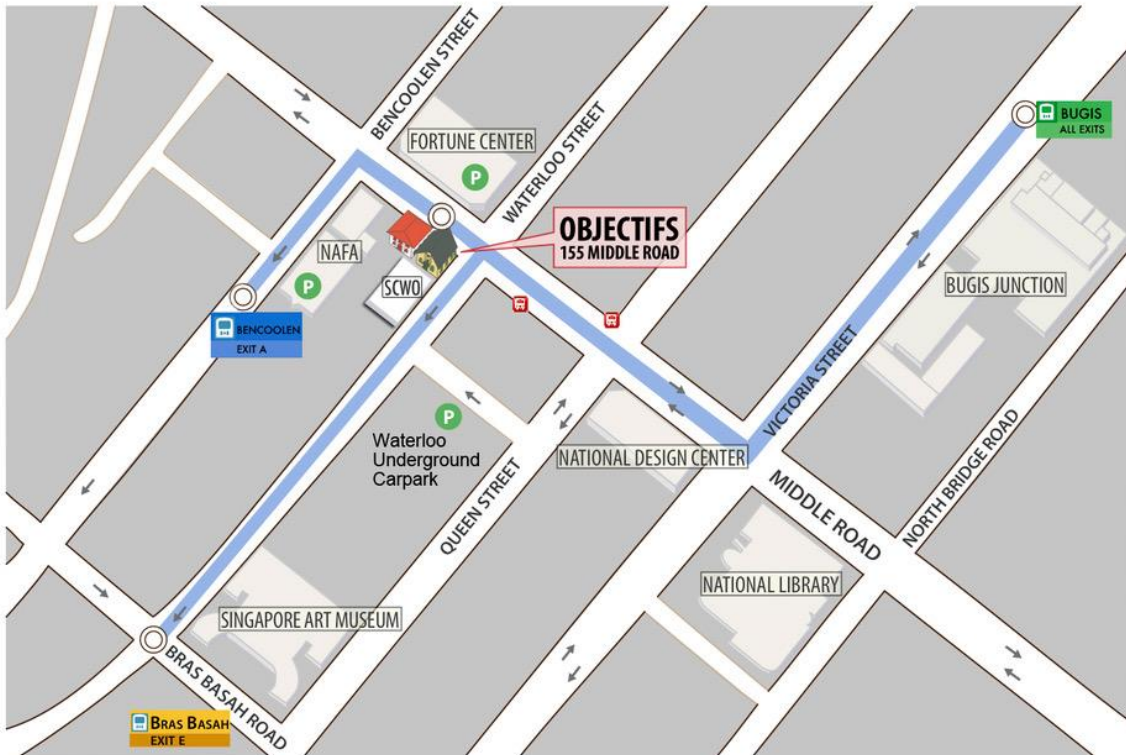 BENCOOLEN STREET
FORTUNE CENTER
P
WATERLOO STREET
BUGIS
ALL EXITS
OBJECTIFS
155 MIDDLE ROAD
NAFA
P
SCWO
BUGIS JUNCTION
BENCOOLEN
EXIT A
VICTORIA STREET
P
Waterloo
Underground
Carpark
NATIONAL DESIGN CENTER
QUEEN STREET
MIDDLE ROAD
NORTH BRIDGE ROAD
NATIONAL LIBRARY
SINGAPORE ART MUSEUM
BRAS BASAH ROAD
BRAS BASAH
EXIT E